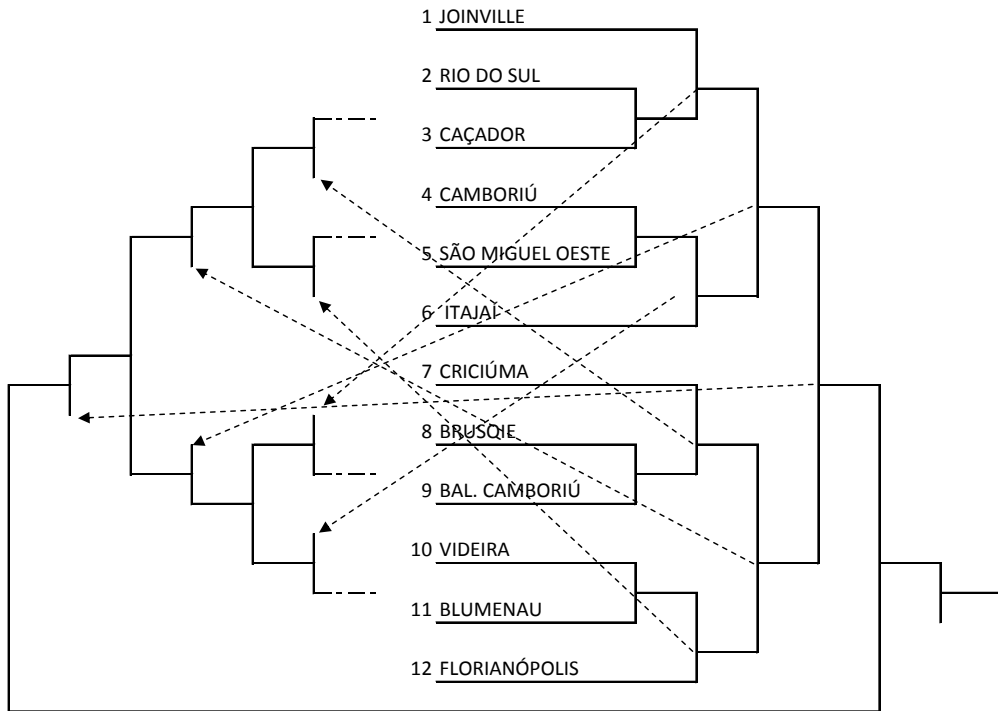 1 JOINVILLE
2 RIO DO SUL
3 CAÇADOR
4 CAMBORIÚ
5 SÃO MIGUEL OESTE
6 ITAJAÍ
7 CRICIÚMA
8 BRUSQIE
9 BAL. CAMBORIÚ
10 VIDEIRA
11 BLUMENAU
12 FLORIANÓPOLIS